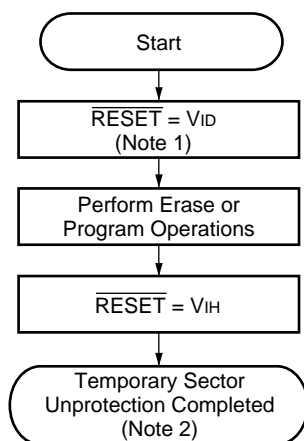 Start
RESET = VID
(Note 1)
Perform Erase or
Program Operations
RESET = VIH
Temporary Sector
Unprotection Completed
(Note 2)